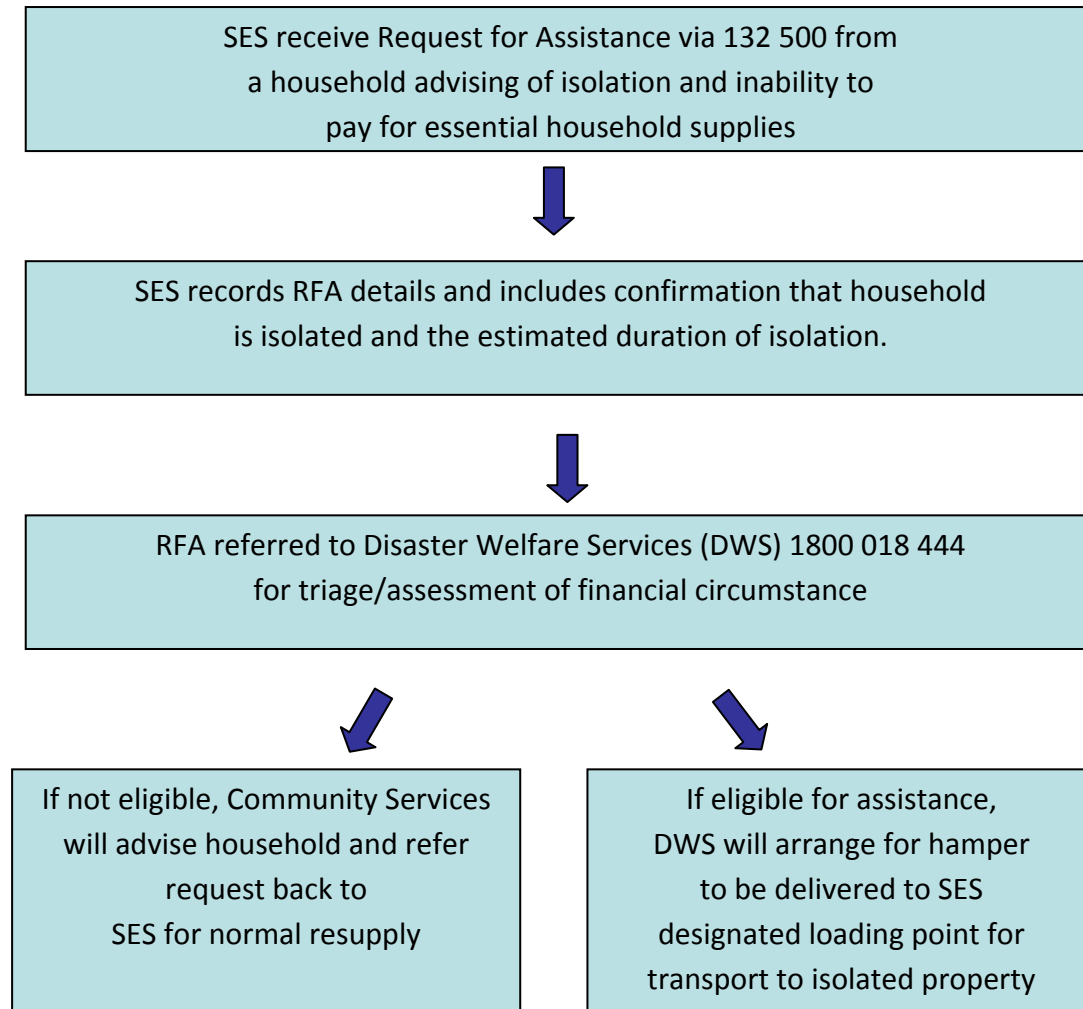 SES receive Request for Assistance via 132 500 from
a household advising of isolation and inability to
pay for essential household supplies
SES records RFA details and includes confirmation that household
is isolated and the estimated duration of isolation.
RFA referred to Disaster Welfare Services (DWS) 1800 018 444
for triage/assessment of financial circumstance
If not eligible, Community Services
will advise household and refer
request back to
SES for normal resupply
If eligible for assistance,
DWS will arrange for hamper
to be delivered to SES
designated loading point for
transport to isolated property